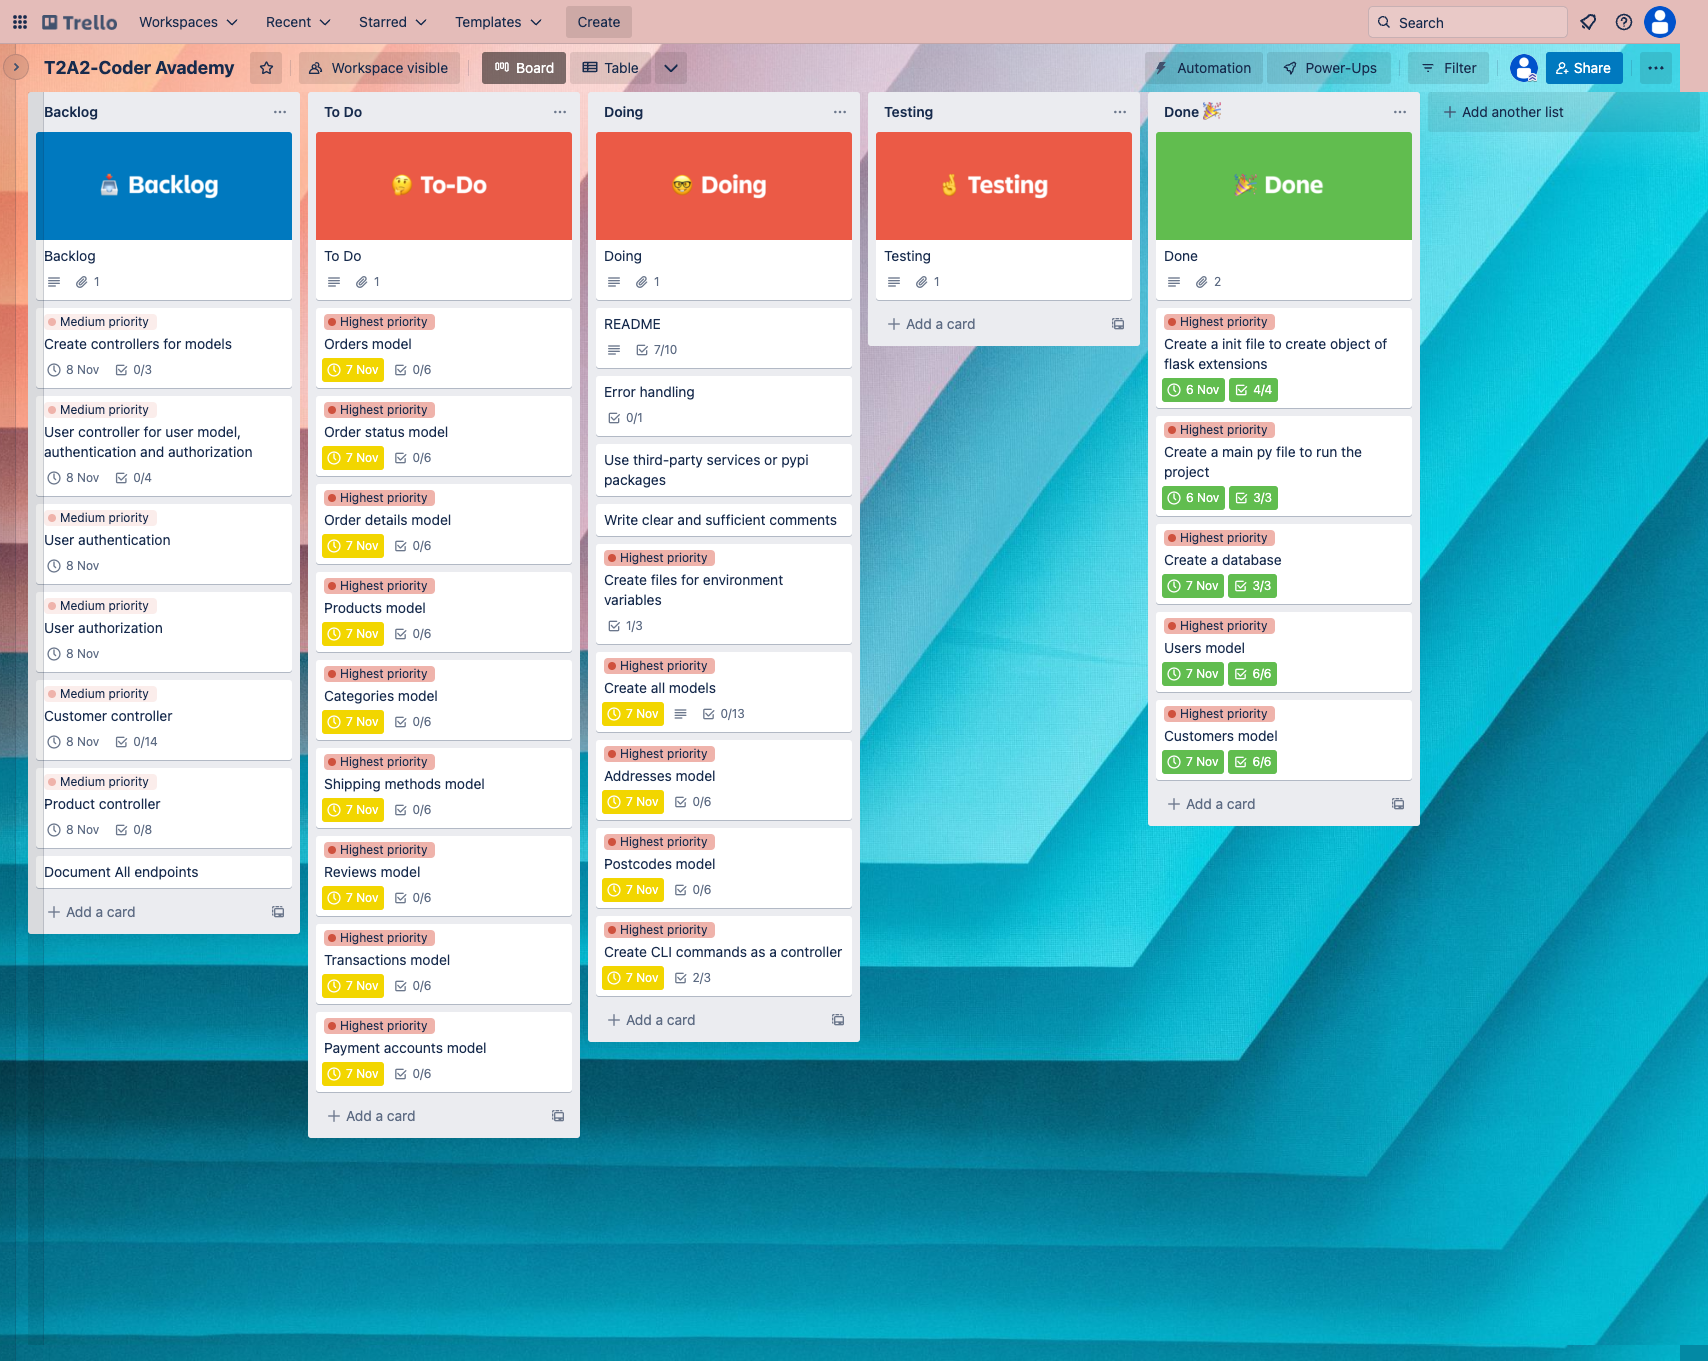 Trello
Workspaces
Recent
Starred
Templates
Create
Search
T2A2-Coder Avademy
Workspace visible
Board
Table
Automation
Power-Ups
Filter
Share
Backlog
Backlog
Backlog
1
Medium priority
Create controllers for models
8 Nov 0/3
Medium priority
User controller for user model,
authentication and authorization
8 Nov 0/4
Medium priority
User authentication
8 Nov
Medium priority
User authorization
8 Nov
Medium priority
Customer controller
8 Nov 0/14
Medium priority
Product controller
8 Nov 0/8
Document All endpoints
Add a card
To Do
To-Do
To Do
1
Highest priority
Orders model
7 Nov 0/6
Highest priority
Order status model
7 Nov 0/6
Highest priority
Order details model
7 Nov 0/6
Highest priority
Products model
7 Nov 0/6
Highest priority
Categories model
7 Nov 0/6
Highest priority
Shipping methods model
7 Nov 0/6
Highest priority
Reviews model
7 Nov 0/6
Highest priority
Transactions model
7 Nov 0/6
Highest priority
Payment accounts model
7 Nov 0/6
Add a card
Doing
Doing
Doing
1
README
7/10
Error handling
0/1
Use third-party services or pypi
packages
Write clear and sufficient comments
Highest priority
Create files for environment
variables
1/3
Highest priority
Create all models
7 Nov 0/13
Highest priority
Addresses model
7 Nov 0/6
Highest priority
Postcodes model
7 Nov 0/6
Highest priority
Create CLI commands as a controller
7 Nov 2/3
Add a card
Testing
Testing
Testing
1
Add a card
Done
Done
Done
2
Highest priority
Create a init file to create object of
flask extensions
6 Nov 4/4
Highest priority
Create a main py file to run the
project
6 Nov 3/3
Highest priority
Create a database
7 Nov 3/3
Highest priority
Users model
7 Nov 6/6
Highest priority
Customers model
7 Nov 6/6
Add a card
Add another list